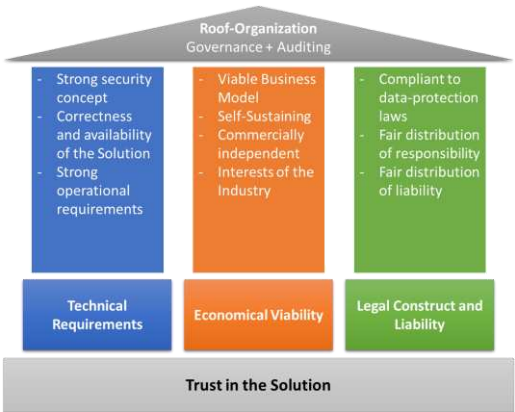 Roof-Organization
Governance + Auditing
- Strong security
concept
- Correctness
and availability
of the Solution
- Strong
operational
requirements
- Viable Business
Model
- Self-Sustaining
- Commercially
independent
- Interests of the
Industry
- Compliant to
data-protection
laws
- Fair distribution
of responsibility
- Fair distribution
of liability
Technical
Requirements
Economical Viability
Legal Construct and
Liability
Trust in the Solution